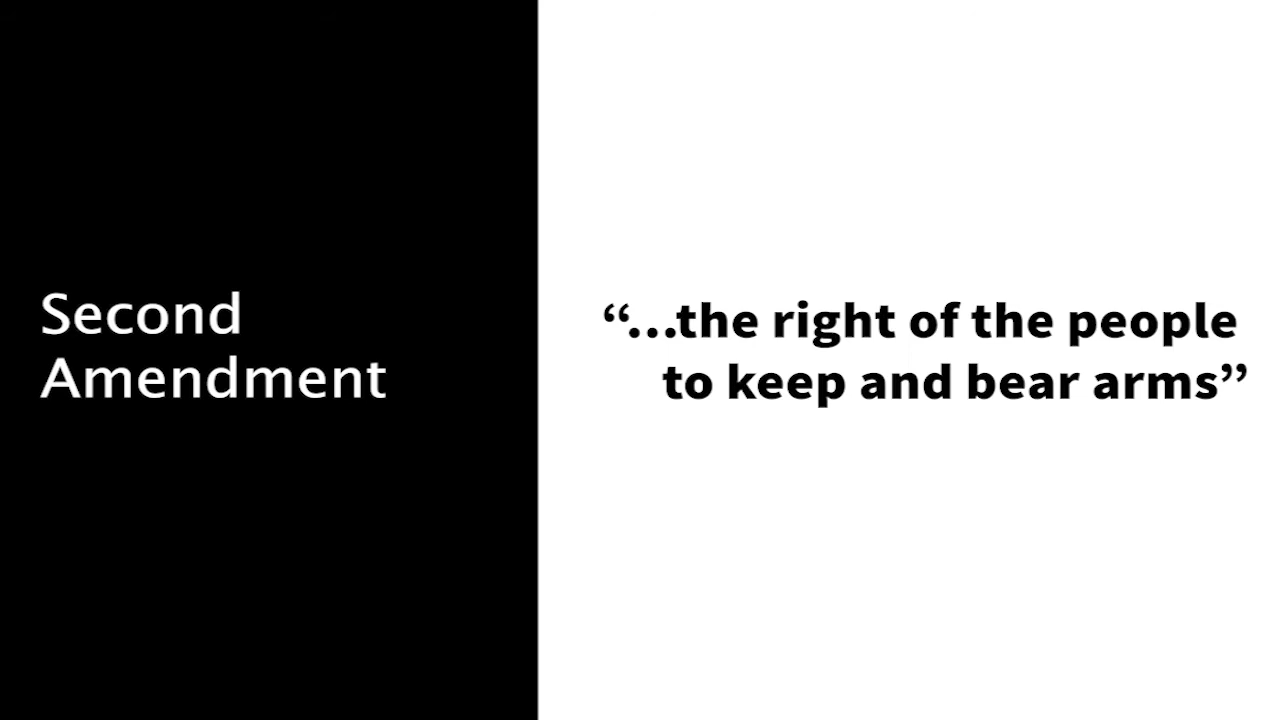 Second
Amendment
“...the right of the people
to keep and bear arms”